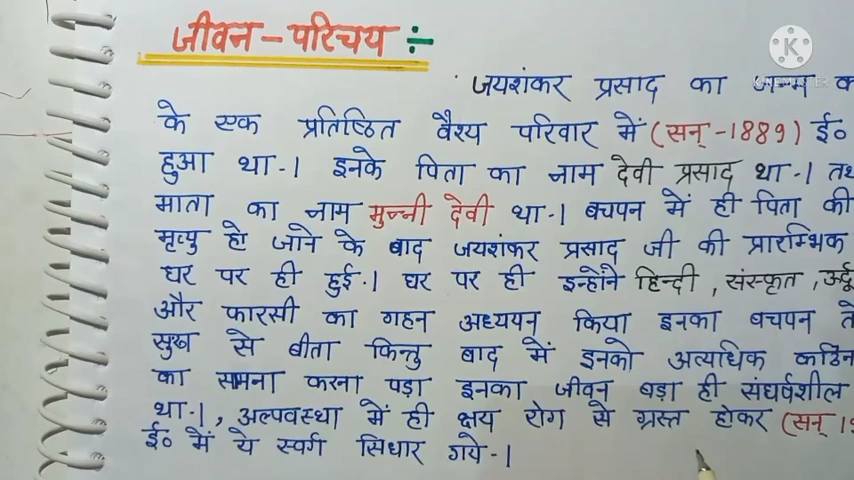 जीवन - परिचय ÷
जयशंकर प्रसाद का जन्म
के एक प्रतिष्ठित वैश्य परिवार में (सन् - 1889) ई०
हुआ था-। इनके पिता का नाम देवी प्रसाद था-।
माता का नाम मुन्नी देवी था-। बचपन में ही पिता की
मृत्यु हो जाने के बाद जयशंकर प्रसाद जी की प्रारम्भिक
घर पर ही हुई-। घर पर ही इन्होंने हिन्दी, संस्कृत, उर्दू
और फारसी का गहन अध्ययन किया इनका बचपन
सुख से बीता किन्तु बाद में इनको अत्याधिक
का सामना करना पड़ा इनका जीवन बड़ा ही संघर्षशील
था-।, अल्पवस्था में ही क्षय रोग से ग्रस्त होकर (सन्
ई० में ये स्वर्ग सिधार गये-।
KINEMASTER